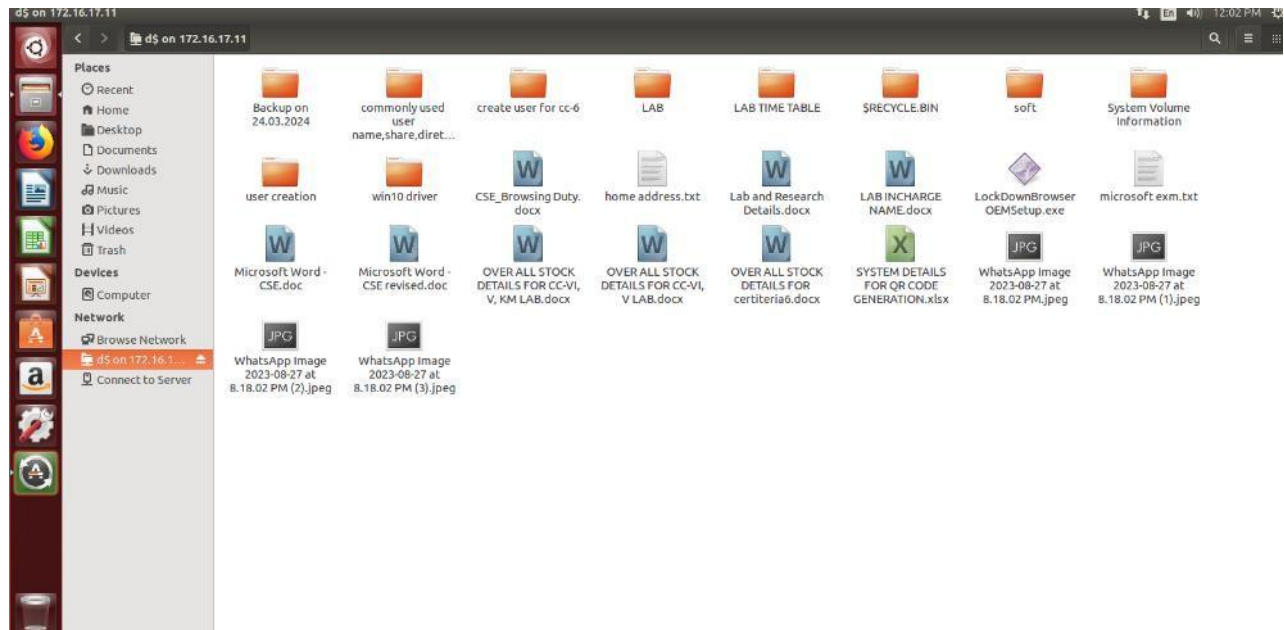 d$ on 172.16.17.11
En
12:02 PM
d$ on 172.16.17.11
Places
Recent
Home
Desktop
Documents
Downloads
Music
Pictures
Videos
Trash
Devices
Computer
Network
Browse Network
d$ on 172.16.1...
Connect to Server
Backup on
24.03.2024
commonly used
user
name,share,diret...
create user for cc-6
LAB
LAB TIME TABLE
$RECYCLE.BIN
soft
System Volume
Information
user creation
win10 driver
W
CSE_Browsing Duty.
docx
home address.txt
W
Lab and Research
Details.docx
W
LAB INCHARGE
NAME.docx
LockDownBrowser
OEMSetup.exe
microsoft exm.txt
W
Microsoft Word -
CSE.doc
W
Microsoft Word -
CSE revised.doc
W
OVER ALL STOCK
DETAILS FOR CC-VI,
V, KM LAB.docx
W
OVER ALL STOCK
DETAILS FOR CC-VI,
V LAB.docx
W
OVER ALL STOCK
DETAILS FOR
certiteria6.docx
X
SYSTEM DETAILS
FOR QR CODE
GENERATION.xlsx
JPG
WhatsApp Image
2023-08-27 at
8.18.02 PM.jpeg
JPG
WhatsApp Image
2023-08-27 at
8.18.02 PM (1).jpeg
JPG
WhatsApp Image
2023-08-27 at
8.18.02 PM (2).jpeg
JPG
WhatsApp Image
2023-08-27 at
8.18.02 PM (3).jpeg
A
a
A